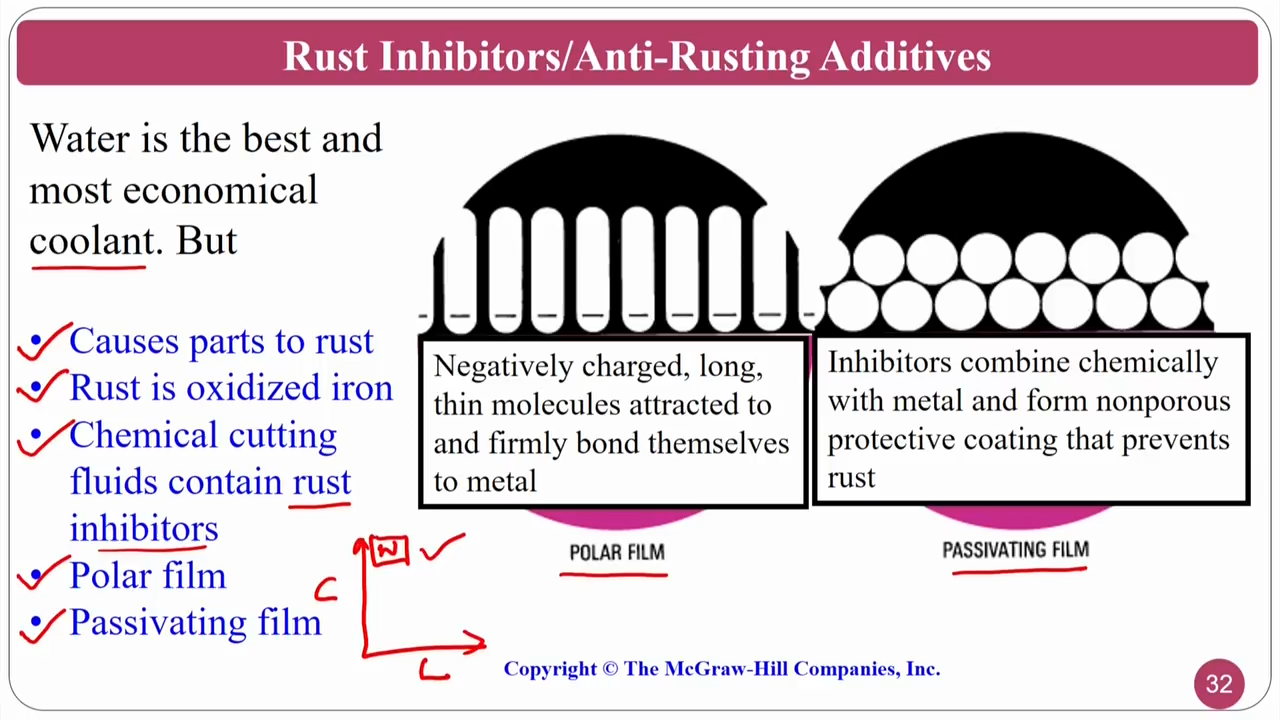 Rust Inhibitors/Anti-Rusting Additives
Water is the best and
most economical
coolant. But
• Causes parts to rust
• Rust is oxidized iron
• Chemical cutting
fluids contain rust
inhibitors
• Polar film
• Passivating film
Negatively charged, long,
thin molecules attracted to
and firmly bond themselves
to metal
POLAR FILM
Inhibitors combine chemically
with metal and form nonporous
protective coating that prevents
rust
PASSIVATING FILM
W
C
L
Copyright © The McGraw-Hill Companies, Inc.
32